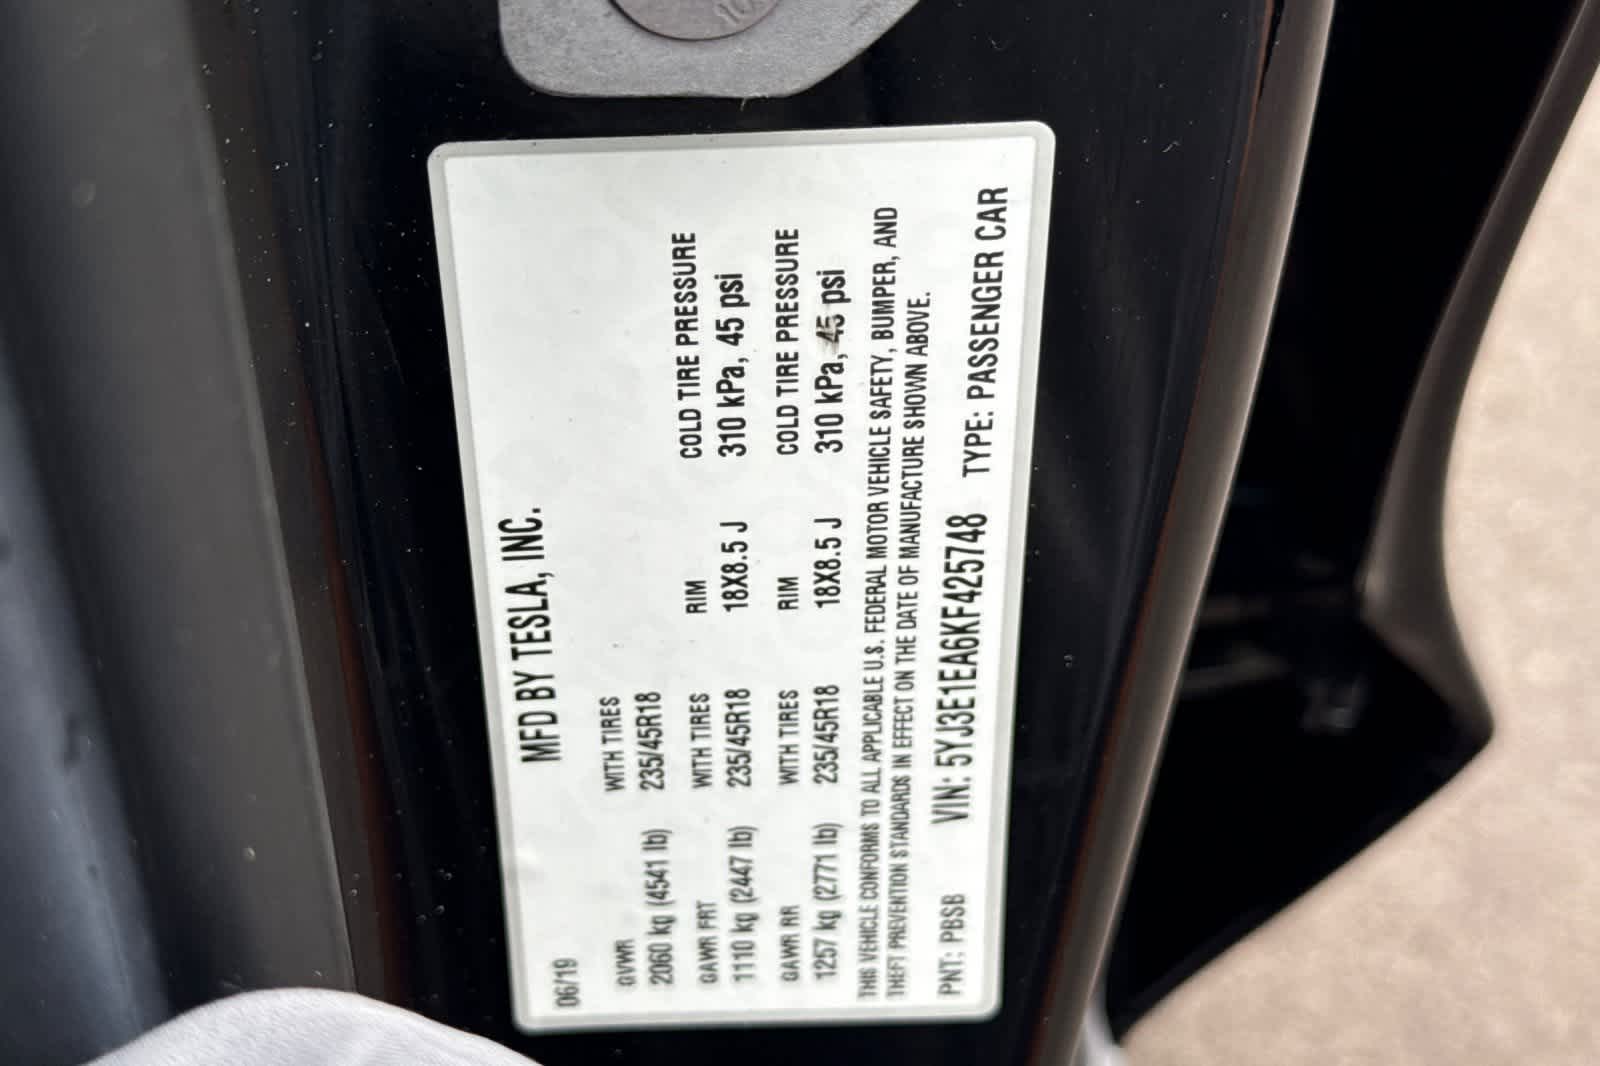 MFD BY TESLA, INC.
06/19
GVWR WITH TIRES
2060 kg (4541 lb) 235/45R18
GAWR FRT WITH TIRES RIM COLD TIRE PRESSURE
1110 kg (2447 lb) 235/45R18 18X8.5 J 310 kPa, 45 psi
GAWR RR WITH TIRES RIM COLD TIRE PRESSURE
1257 kg (2771 lb) 235/45R18 18X8.5 J 310 kPa, 45 psi
THIS VEHICLE CONFORMS TO ALL APPLICABLE U.S. FEDERAL MOTOR VEHICLE SAFETY, BUMPER, AND
THEFT PREVENTION STANDARDS IN EFFECT ON THE DATE OF MANUFACTURE SHOWN ABOVE.
PNT: PBSB VIN: 5YJ3E1EA6KF425748 TYPE: PASSENGER CAR